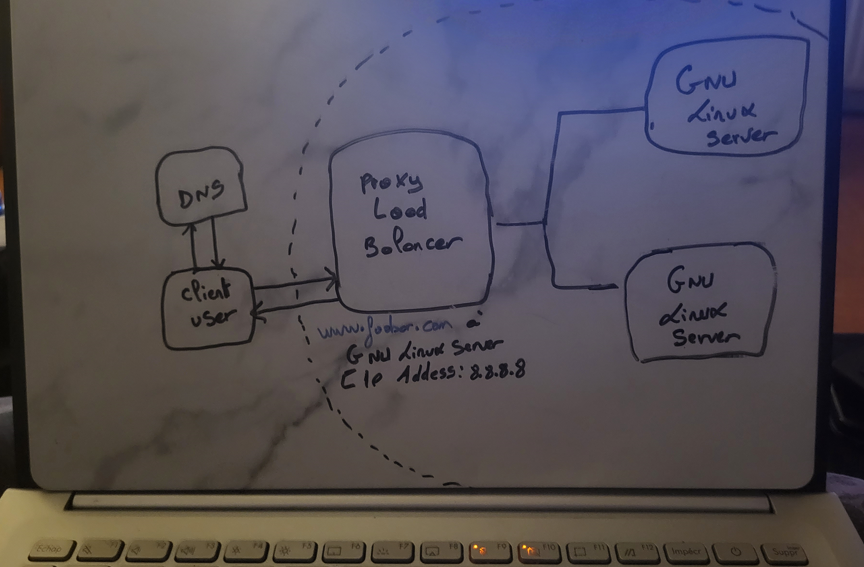 DNS
client
user
Proxy
Load
Balancer
www.foobar.com a
GNU Linux Server
[IP Addess: 8.8.8.8
GNU
Linux
Server
GNU
Linux
Server
Echap
F1
F2
F3
F4
F5
F6
F7
F8
F9
F10
F11
F12
Impécr
Suppr